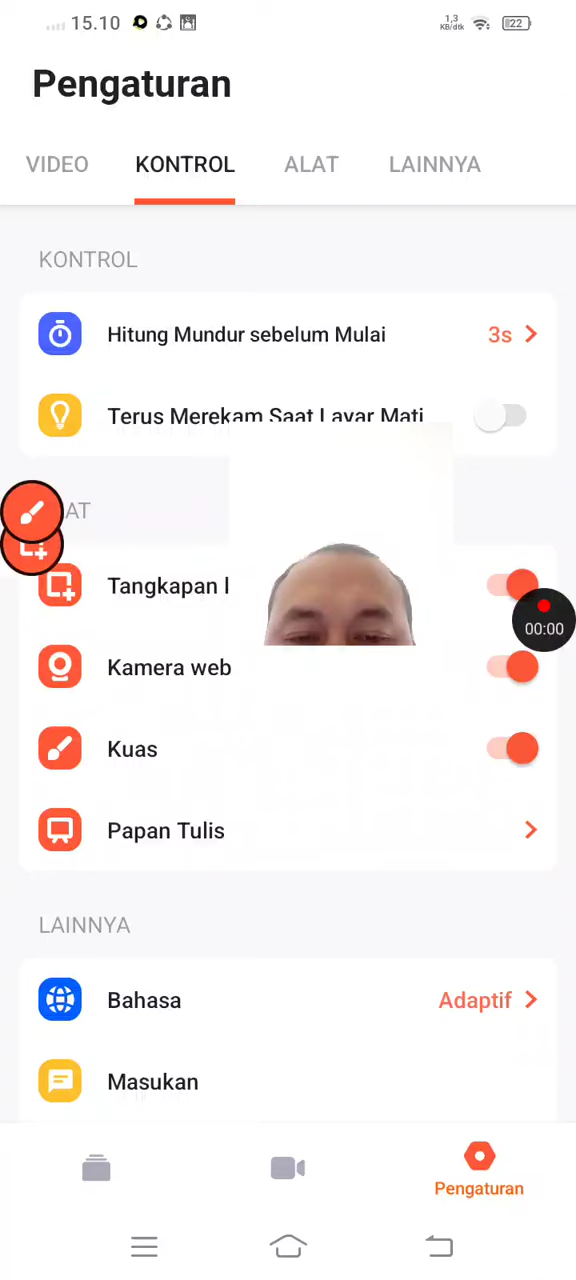 15.10
1,3
KB/dtk
22
Pengaturan
VIDEO KONTROL ALAT LAINNYA
KONTROL
Hitung Mundur sebelum Mulai 3s
Terus Merekam Saat Layar Mati
AT
Tangkapan l
00:00
Kamera web
Kuas
Papan Tulis
LAINNYA
Bahasa Adaptif
Masukan
Pengaturan